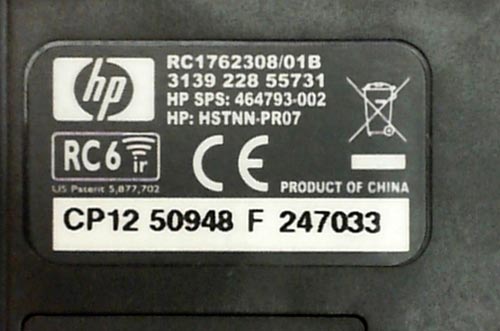 hp
RC1762308/01B
3139 228 55731
HP SPS: 464793-002
HP: HSTNN-PR07
RC6 ir
CE
US Patent 5,877,702
PRODUCT OF CHINA
CP12 50948 F 247033